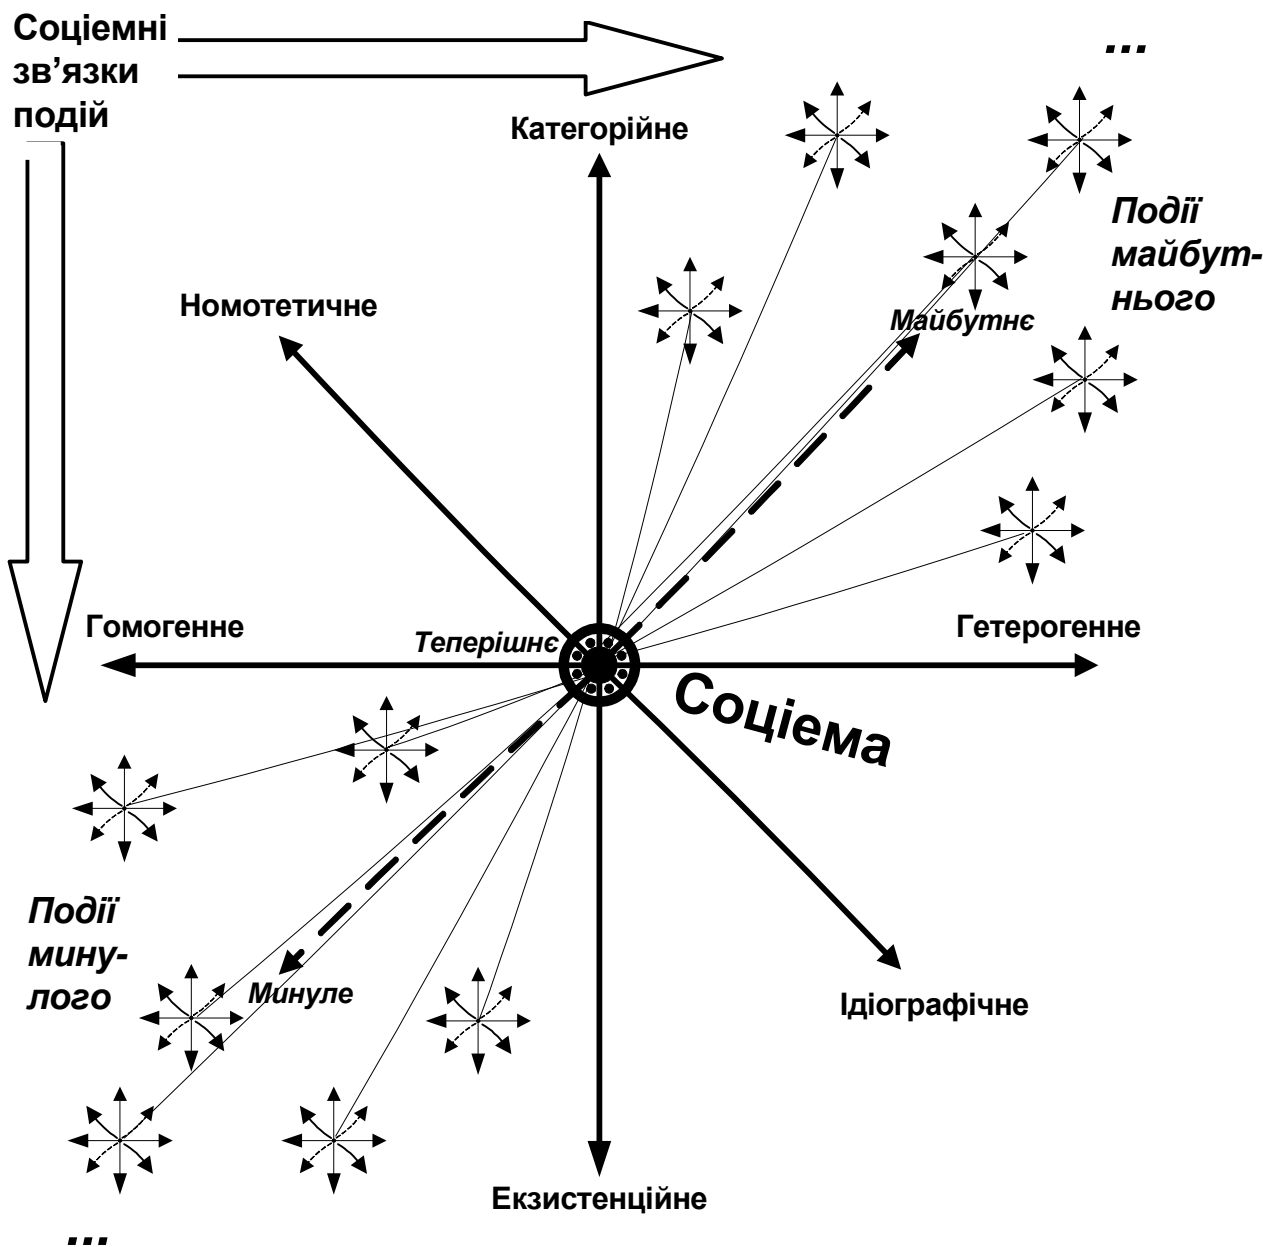 Соціемні
зв’язки
подій
...
Категорійне
Події
майбут-
нього
Номотетичне
Майбутнє
Гомогенне
Теперішнє
Гетерогенне
Соціема
Події
мину-
лого
Минуле
Ідіографічне
Екзистенційне
...